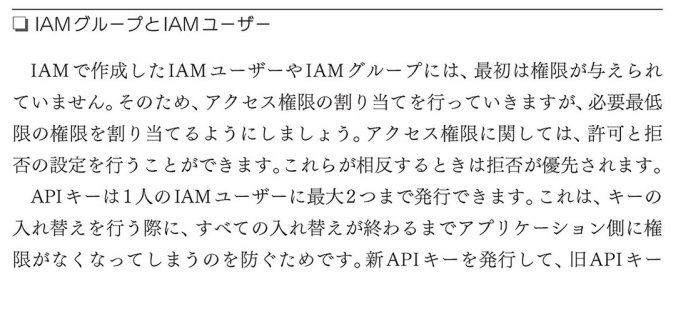 ❏ IAMグループとIAMユーザー
IAMで作成したIAMユーザーやIAMグループには、最初は権限が与えられ
ていません。そのため、アクセス権限の割り当てを行っていきますが、必要最低
限の権限を割り当てるようにしましょう。アクセス権限に関しては、許可と拒
否の設定を行うことができます。これらが相反するときは拒否が優先されます。
APIキーは1人のIAMユーザーに最大2つまで発行できます。これは、キーの
入れ替えを行う際に、すべての入れ替えが終わるまでアプリケーション側に権
限がなくなってしまうのを防ぐためです。新APIキーを発行して、旧APIキー